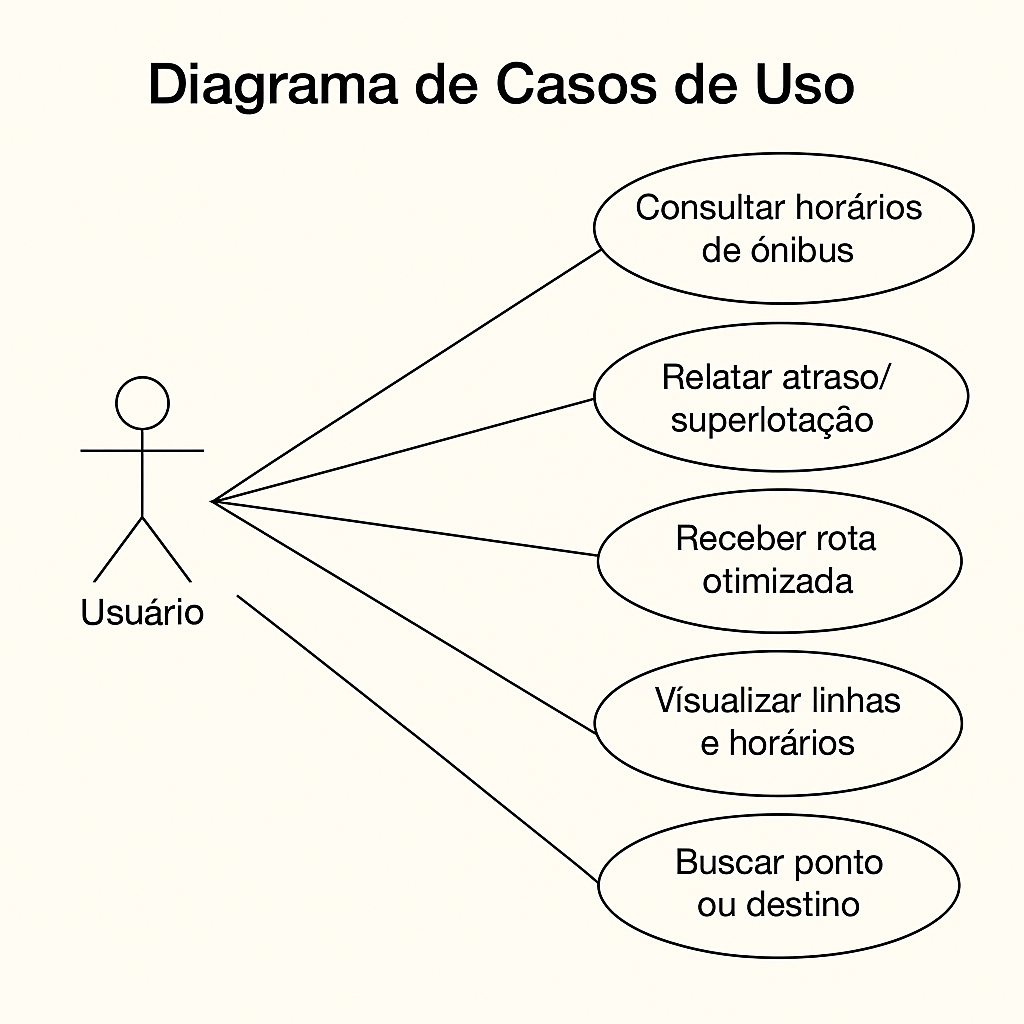 Diagrama de Casos de Uso
Consultar horários
de ónibus
Relatar atraso/
superlotaçâo
Receber rota
otimizada
Vísualizar linhas
e horários
Buscar ponto
ou destino
Usuário